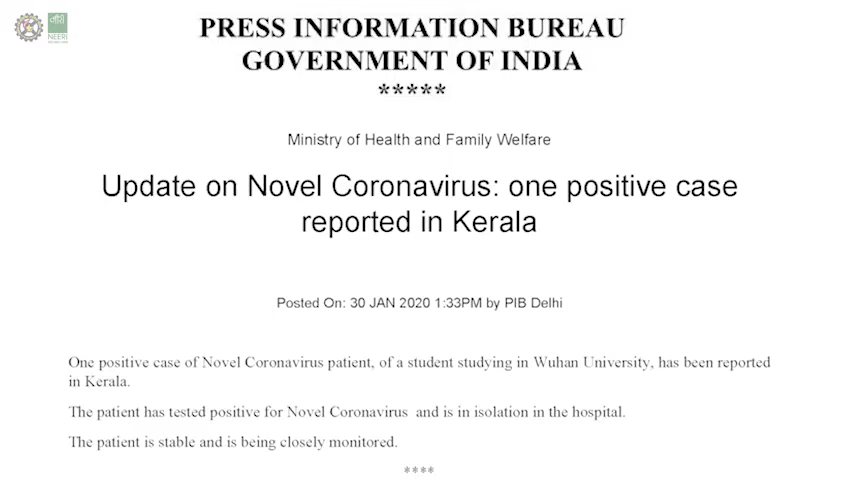 नीरी
NEERI
PRESS INFORMATION BUREAU
GOVERNMENT OF INDIA
*****
Ministry of Health and Family Welfare
Update on Novel Coronavirus: one positive case
reported in Kerala
Posted On: 30 JAN 2020 1:33PM by PIB Delhi
One positive case of Novel Coronavirus patient, of a student studying in Wuhan University, has been reported
in Kerala.
The patient has tested positive for Novel Coronavirus  and is in isolation in the hospital.
The patient is stable and is being closely monitored.
****